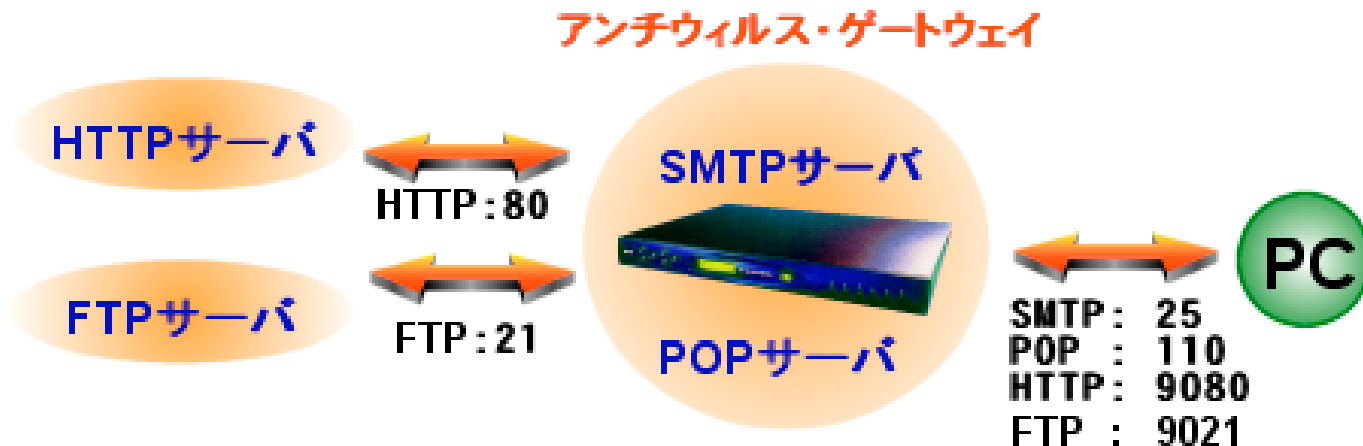 アンチウィルス・ゲートウェイ
HTTPサーバ
HTTP:80
FTPサーバ
FTP:21
SMTPサーバ
POPサーバ
PC
SMTP: 25
POP : 110
HTTP: 9080
FTP : 9021